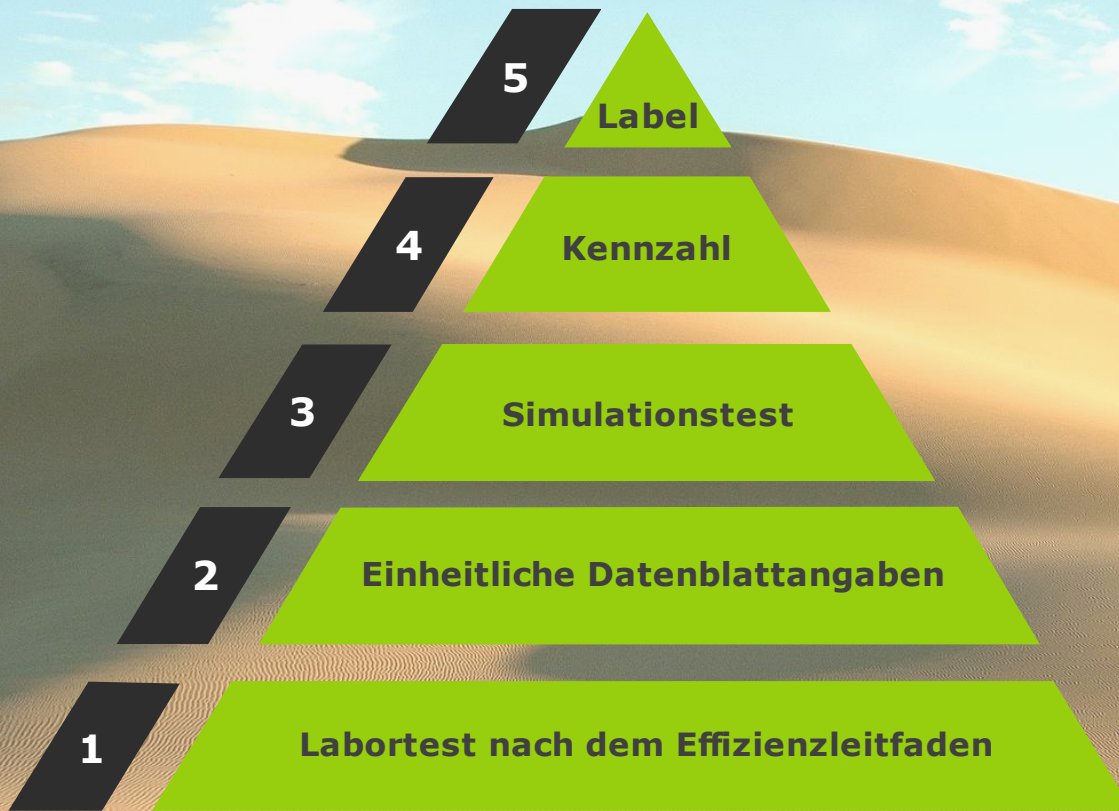 5
Label
4
Kennzahl
3
Simulationstest
2
Einheitliche Datenblattangaben
1
Labortest nach dem Effizienzleitfaden